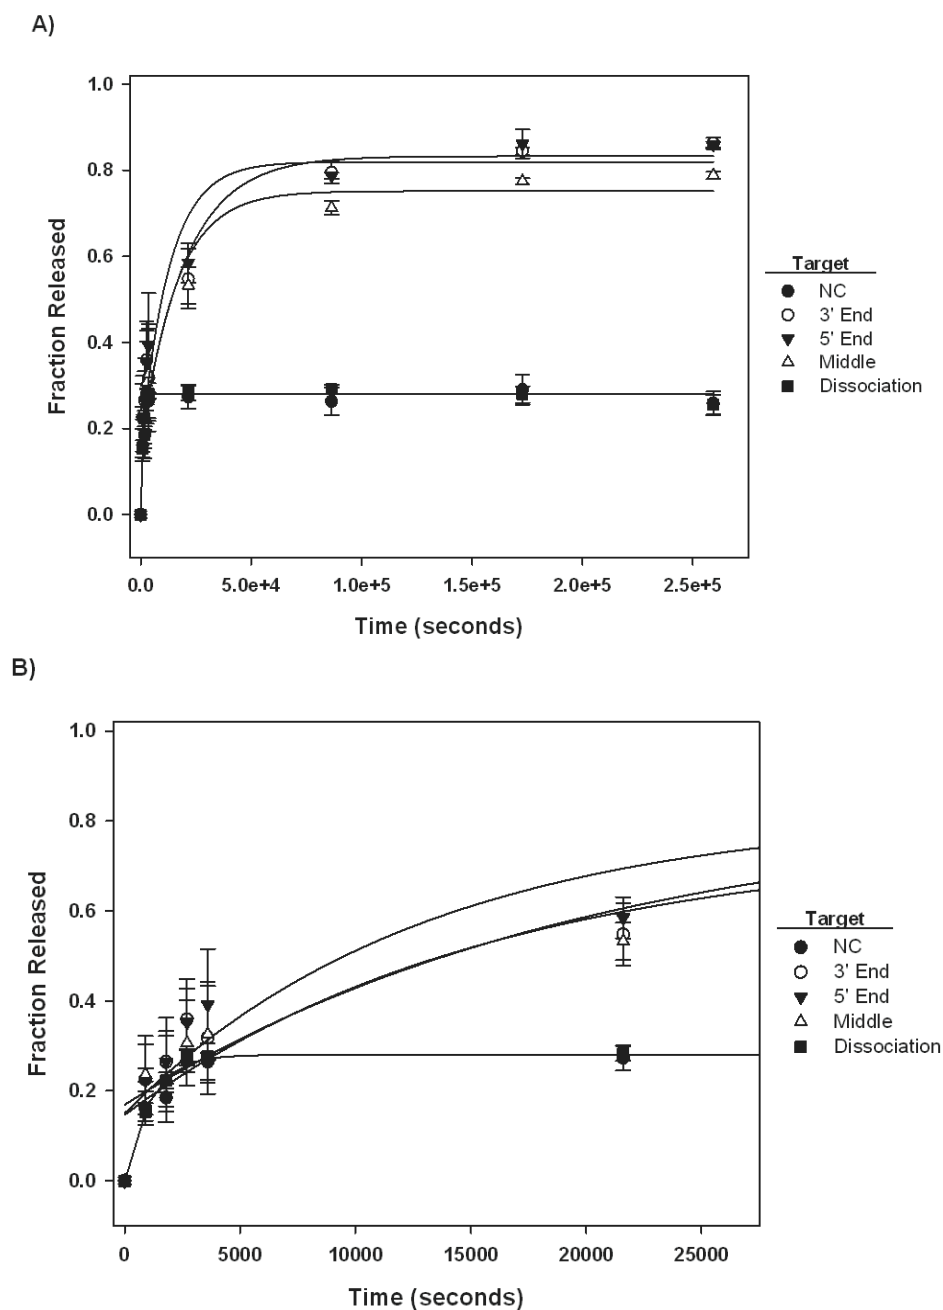 A)
1.0
0.8
0.6
0.4
0.2
0.0
Fraction Released
0.0 5.0e+4 1.0e+5 1.5e+5 2.0e+5 2.5e+5
Time (seconds)
Target
NC
3' End
5' End
Middle
Dissociation
B)
1.0
0.8
0.6
0.4
0.2
0.0
Fraction Released
0 5000 10000 15000 20000 25000
Time (seconds)
Target
NC
3' End
5' End
Middle
Dissociation